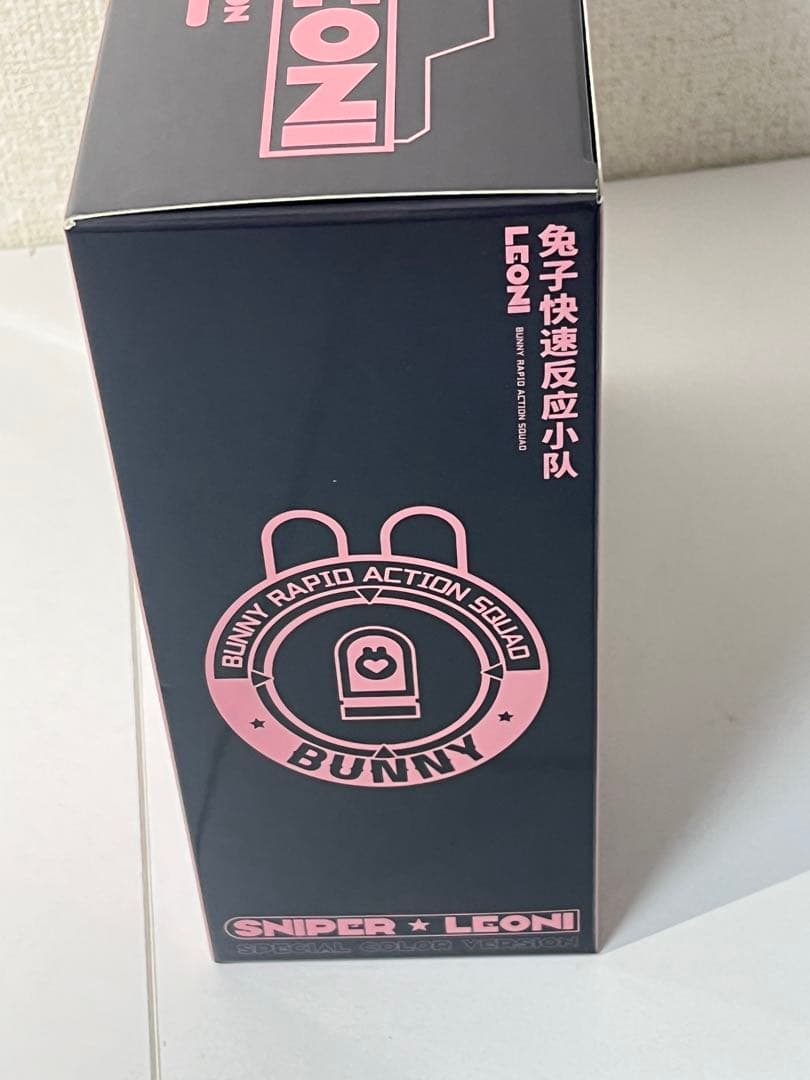 ONI
兔子快速反应小队
LEONI
BUNNY RAPID ACTION SQUAD
BUNNY RAPID ACTION SQUAD
BUNNY
SNIPER ★ LEONI
SPECIAL COLOR VERSION